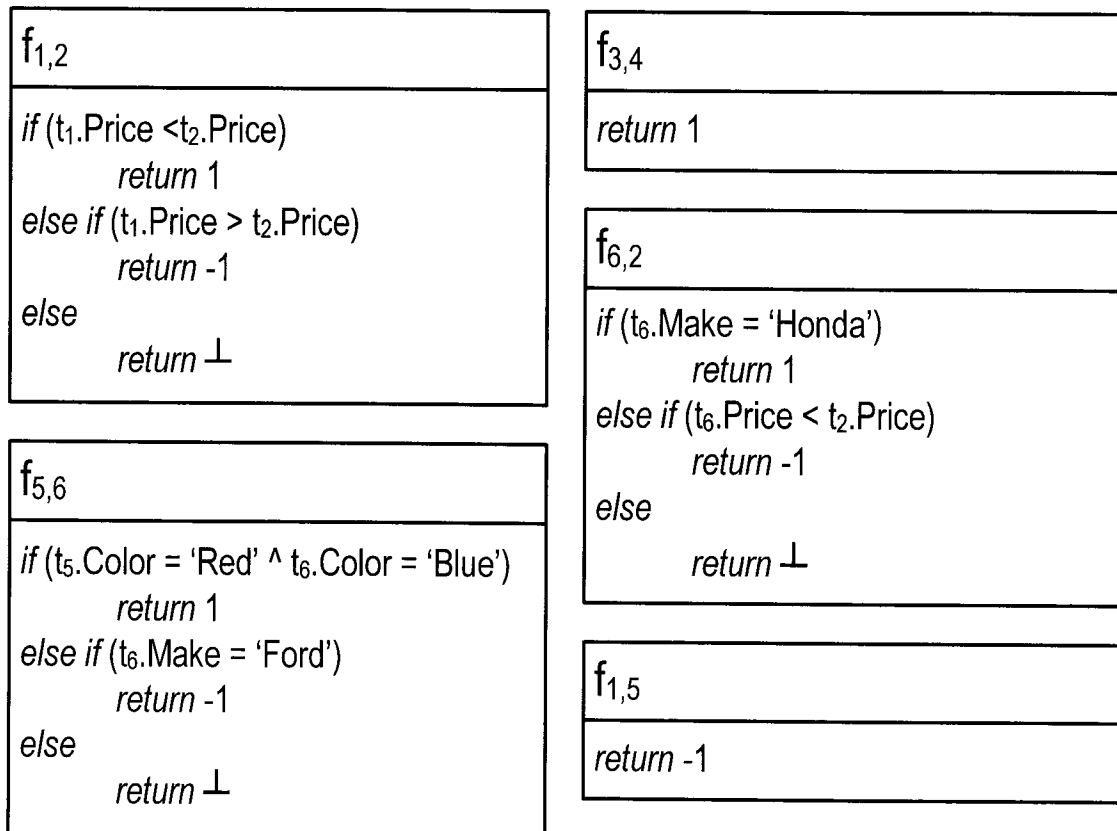 f1,2
if (t1.Price <t2.Price)
return 1
else if (t1.Price > t2.Price)
return -1
else
return ⊥
f5,6
if (t5.Color = ‘Red’ ^ t6.Color = ‘Blue’)
return 1
else if (t6.Make = ‘Ford’)
return -1
else
return ⊥
f3,4
return 1
f6,2
if (t6.Make = ‘Honda’)
return 1
else if (t6.Price < t2.Price)
return -1
else
return ⊥
f1,5
return -1